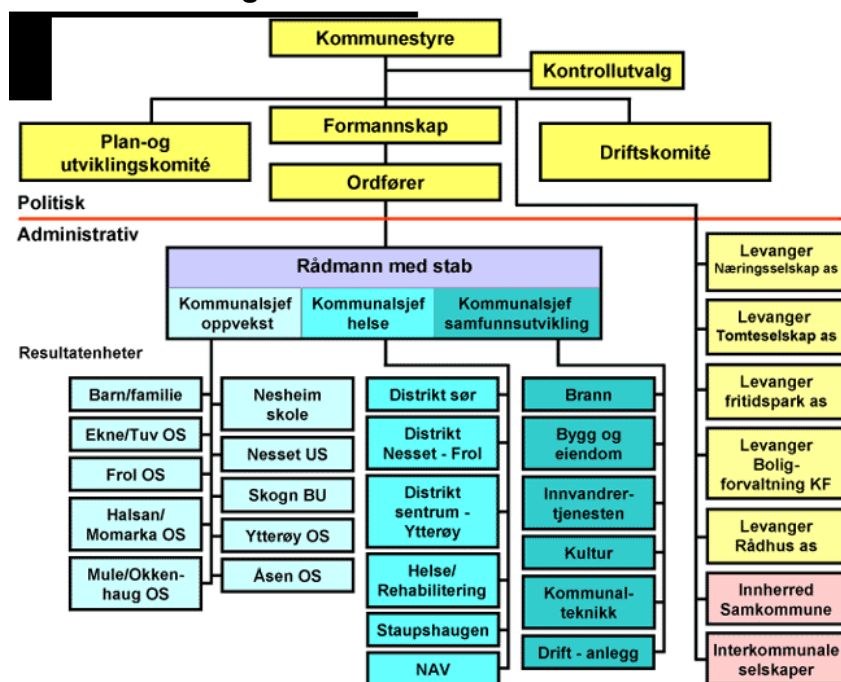 Kommunestyre
Kontrollutvalg
Plan-og
utviklingskomité
Formannskap
Driftskomité
Ordfører
Politisk
Administrativ
Rådmann med stab
Kommunalsjef
oppvekst
Kommunalsjef
helse
Kommunalsjef
samfunnsutvikling
Resultatenheter
Barn/familie
Ekne/Tuv OS
Frol OS
Halsan/
Momarka OS
Mule/Okken-
haug OS
Nesheim
skole
Nesset US
Skogn BU
Ytterøy OS
Åsen OS
Distrikt sør
Distrikt
Nesset - Frol
Distrikt
sentrum -
Ytterøy
Helse/
Rehabilitering
Staupshaugen
NAV
Brann
Bygg og
eiendom
Innvandrer-
tjenesten
Kultur
Kommunal-
teknikk
Drift - anlegg
Levanger
Næringsselskap as
Levanger
Tomteselskap as
Levanger
fritidspark as
Levanger
Bolig-
forvaltning KF
Levanger
Rådhus as
Innherred
Samkommune
Interkommunale
selskaper